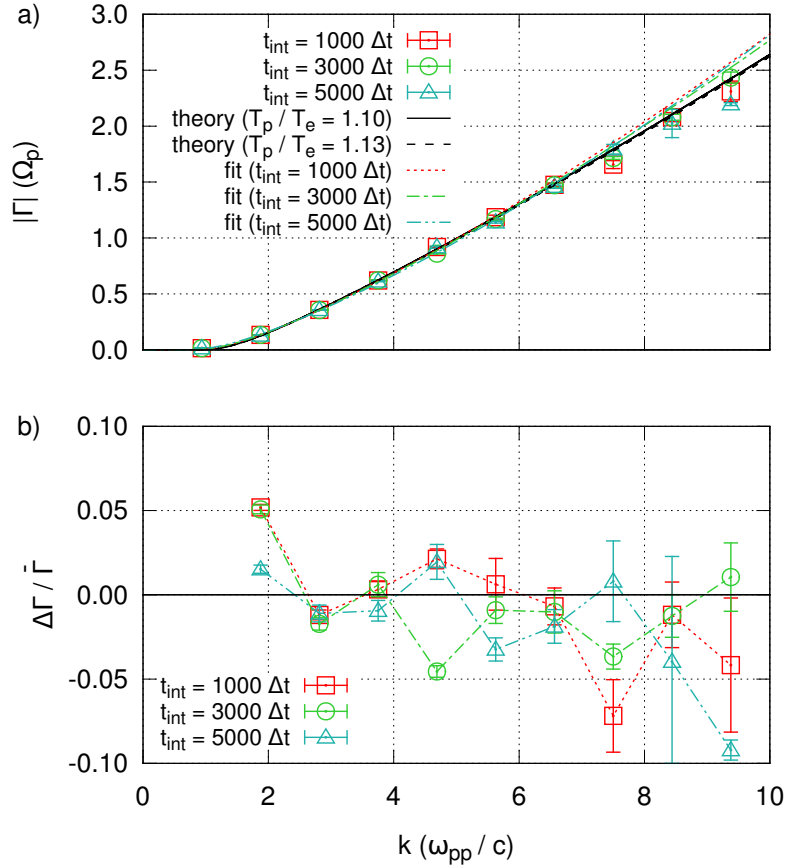 a)
3.0
2.5
2.0
1.5
1.0
0.5
0.0
|Γ| (Ωp)
t_int = 1000 Δt
t_int = 3000 Δt
t_int = 5000 Δt
theory (T_p / T_e = 1.10)
theory (T_p / T_e = 1.13)
fit (t_int = 1000 Δt)
fit (t_int = 3000 Δt)
fit (t_int = 5000 Δt)
b)
0.10
0.05
0.00
-0.05
-0.10
ΔΓ / Γ̄
t_int = 1000 Δt
t_int = 3000 Δt
t_int = 5000 Δt
0 2 4 6 8 10
k (ω_pp / c)